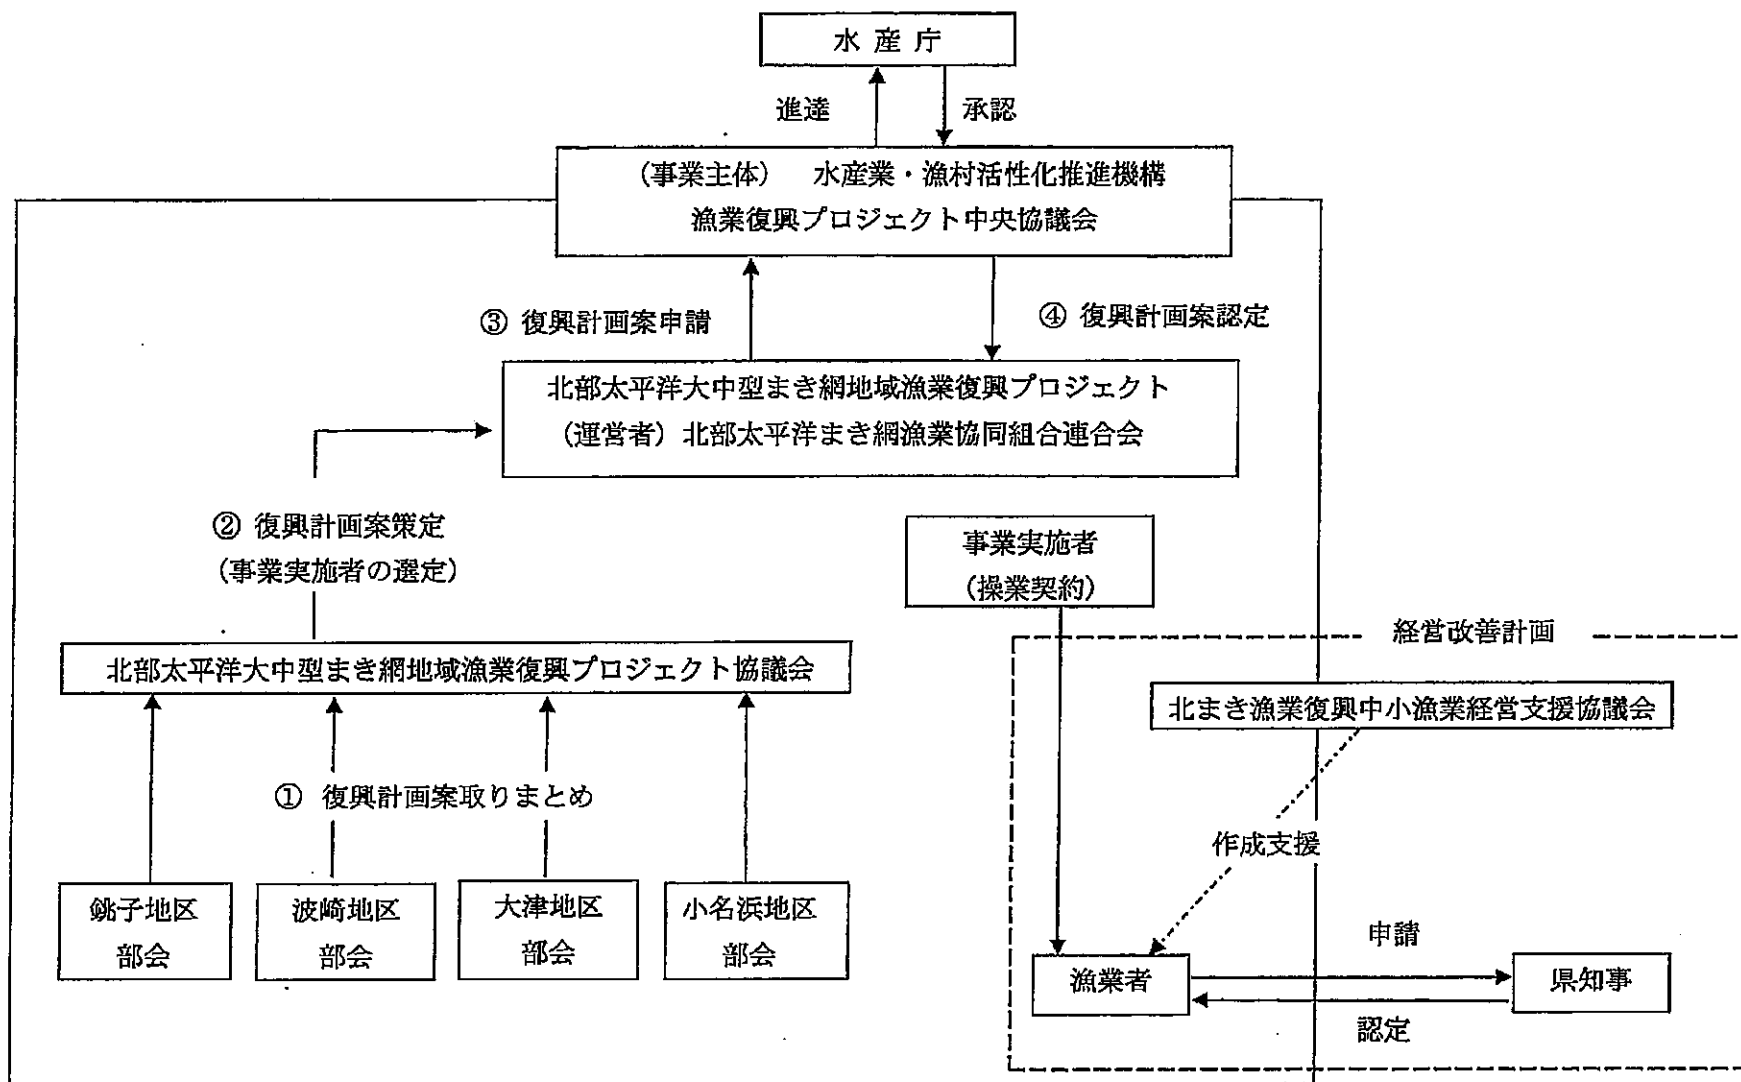 水産庁
進達
承認
（事業主体）　水産業・漁村活性化推進機構
漁業復興プロジェクト中央協議会
③ 復興計画案申請
④ 復興計画案認定
北部太平洋大中型まき網地域漁業復興プロジェクト
（運営者）北部太平洋まき網漁業協同組合連合会
② 復興計画案策定
（事業実施者の選定）
事業実施者
（操業契約）
経営改善計画
北部太平洋大中型まき網地域漁業復興プロジェクト協議会
北まき漁業復興中小漁業経営支援協議会
① 復興計画案取りまとめ
作成支援
銚子地区
部会
波崎地区
部会
大津地区
部会
小名浜地区
部会
漁業者
申請
認定
県知事